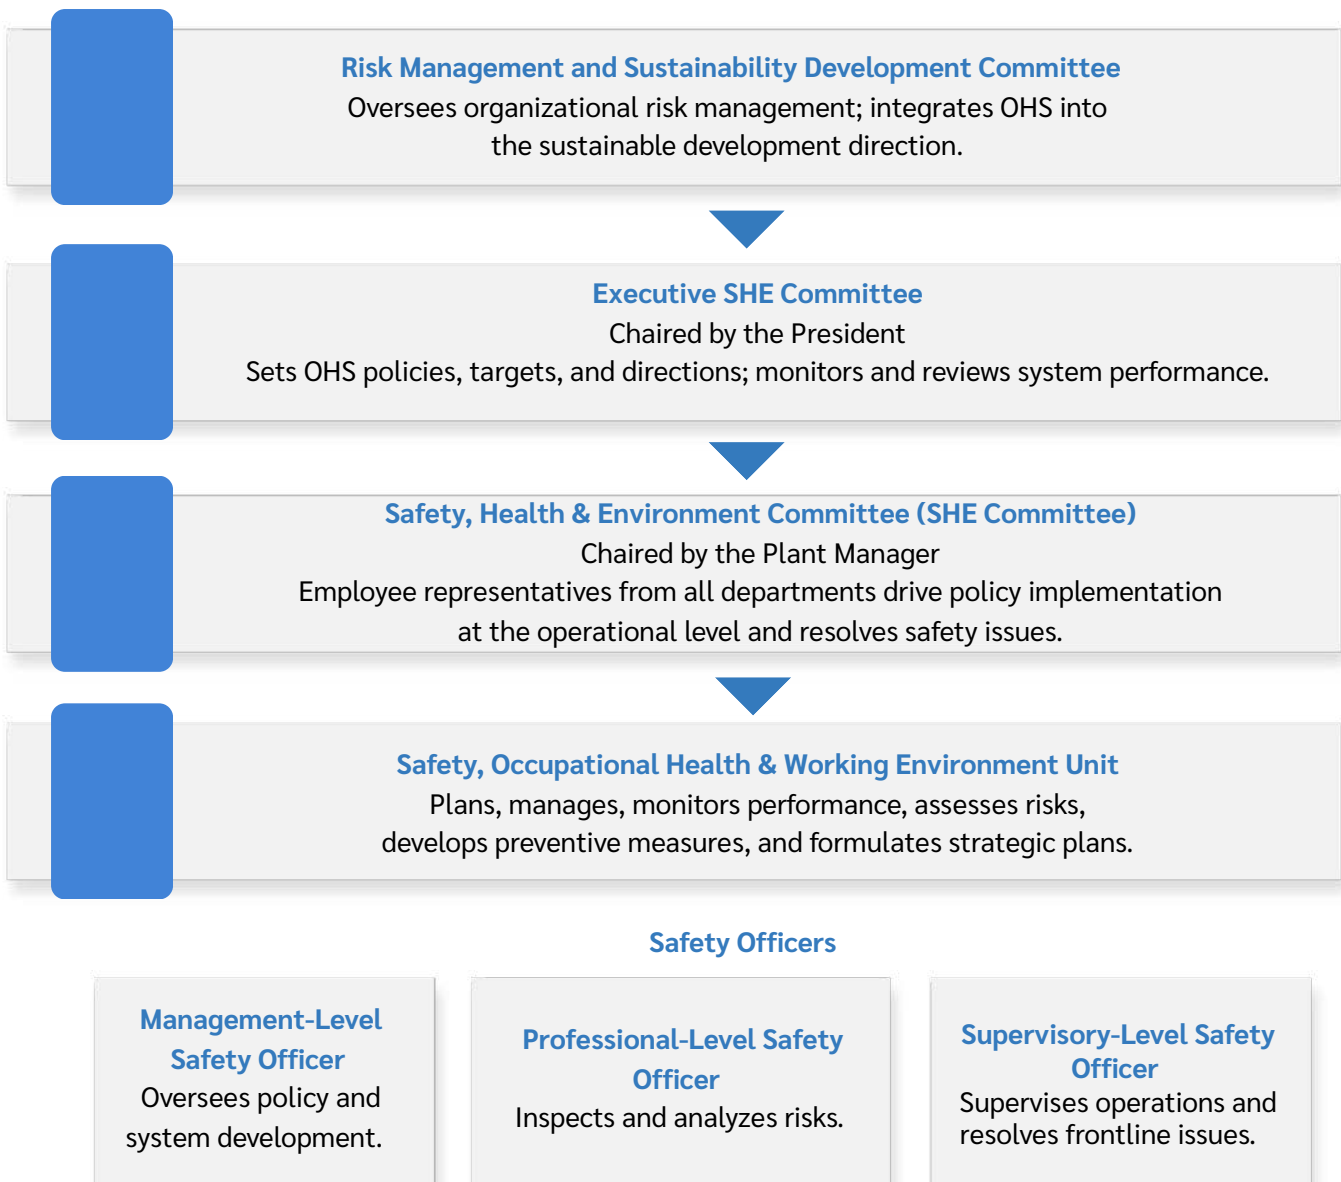 Risk Management and Sustainability Development Committee
Oversees organizational risk management; integrates OHS into
the sustainable development direction.
Executive SHE Committee
Chaired by the President
Sets OHS policies, targets, and directions; monitors and reviews system performance.
Safety, Health & Environment Committee (SHE Committee)
Chaired by the Plant Manager
Employee representatives from all departments drive policy implementation
at the operational level and resolves safety issues.
Safety, Occupational Health & Working Environment Unit
Plans, manages, monitors performance, assesses risks,
develops preventive measures, and formulates strategic plans.
Safety Officers
Management-Level
Safety Officer
Oversees policy and
system development.
Professional-Level Safety
Officer
Inspects and analyzes risks.
Supervisory-Level Safety
Officer
Supervises operations and
resolves frontline issues.